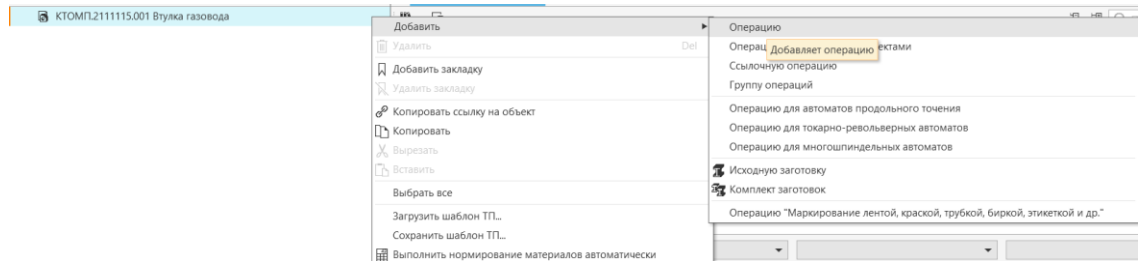 КТОМП.2111115.001 Втулка газовода
Добавить
Удалить Del
Добавить закладку
Удалить закладку
Копировать ссылку на объект
Копировать
Вырезать
Вставить
Выбрать все
Загрузить шаблон ТП...
Сохранить шаблон ТП...
Выполнить нормирование материалов автоматически
Операцию
Добавляет операцию
Ссылочную операцию
Группу операций
Операцию для автоматов продольного точения
Операцию для токарно-револьверных автоматов
Операцию для многошпиндельных автоматов
Исходную заготовку
Комплект заготовок
Операцию "Маркирование лентой, краской, трубкой, биркой, этикеткой и др."